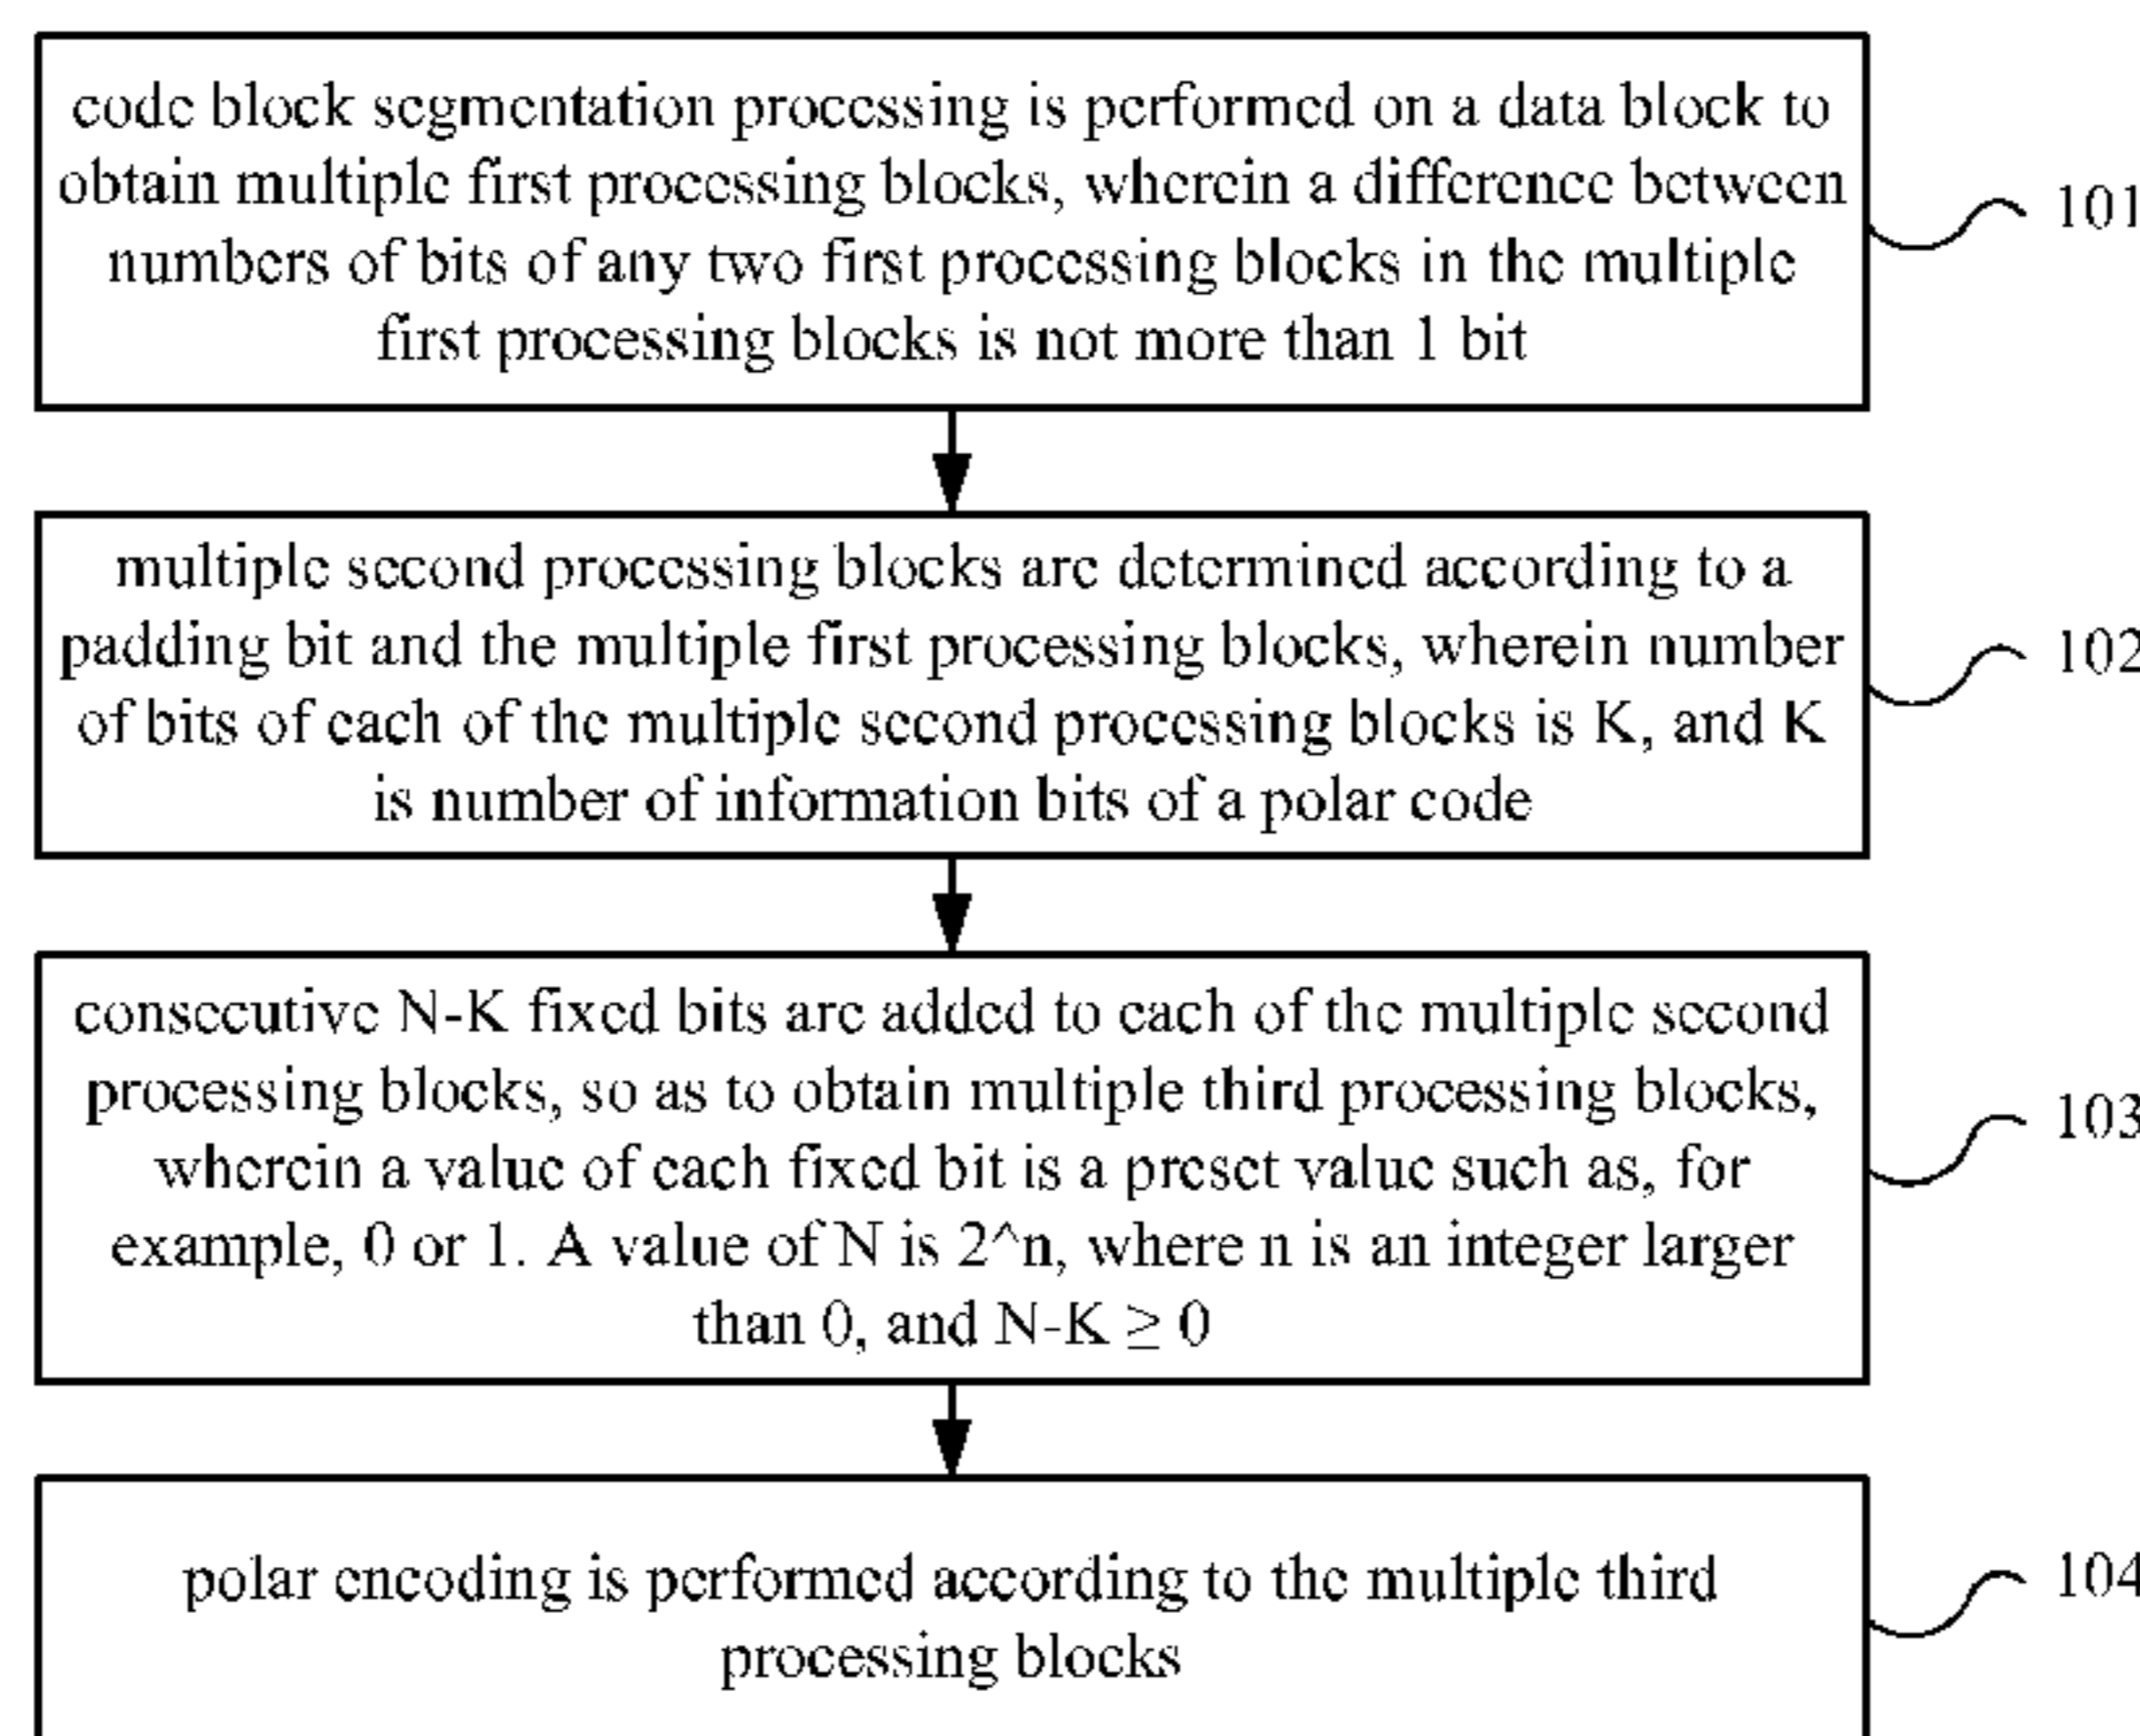 code block segmentation processing is performed on a data block to
obtain multiple first processing blocks, wherein a difference between
numbers of bits of any two first processing blocks in the multiple
first processing blocks is not more than 1 bit
101
multiple second processing blocks are determined according to a
padding bit and the multiple first processing blocks, wherein number
of bits of each of the multiple second processing blocks is K, and K
is number of information bits of a polar code
102
consecutive N-K fixed bits are added to each of the multiple second
processing blocks, so as to obtain multiple third processing blocks,
wherein a value of each fixed bit is a preset value such as, for
example, 0 or 1. A value of N is 2^n, where n is an integer larger
than 0, and N-K ≥ 0
103
polar encoding is performed according to the multiple third
processing blocks
104